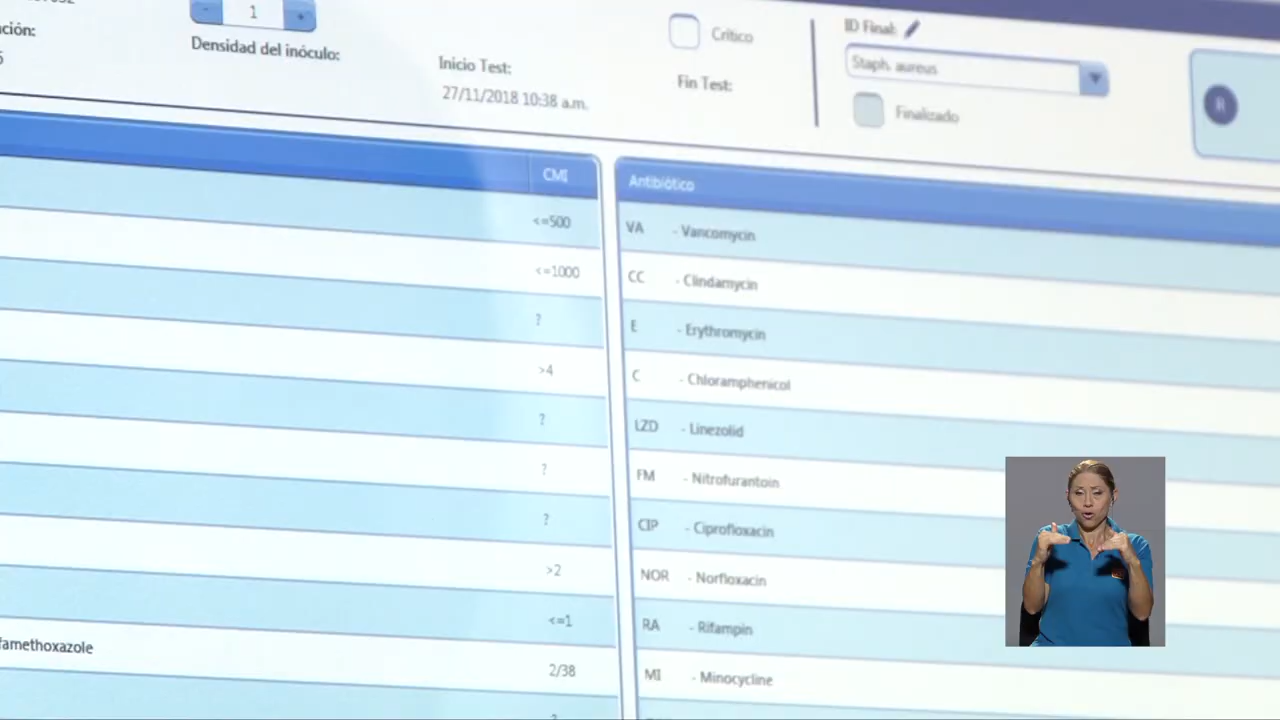 ción:
1
Densidad del inóculo:
Inicio Test:
27/11/2018 10:38 a.m.
Crítico
Fin Test:
ID Final:
Staph. aureus
Finalizado
R
CMI
<=500
<=1000
?
>4
?
?
?
>2
<=1
famethoxazole
2/38
Antibiótico
VA - Vancomycin
CC - Clindamycin
E - Erythromycin
C - Chloramphenicol
LZD - Linezolid
FM - Nitrofurantoin
CIP - Ciprofloxacin
NOR - Norfloxacin
RA - Rifampin
MI - Minocycline